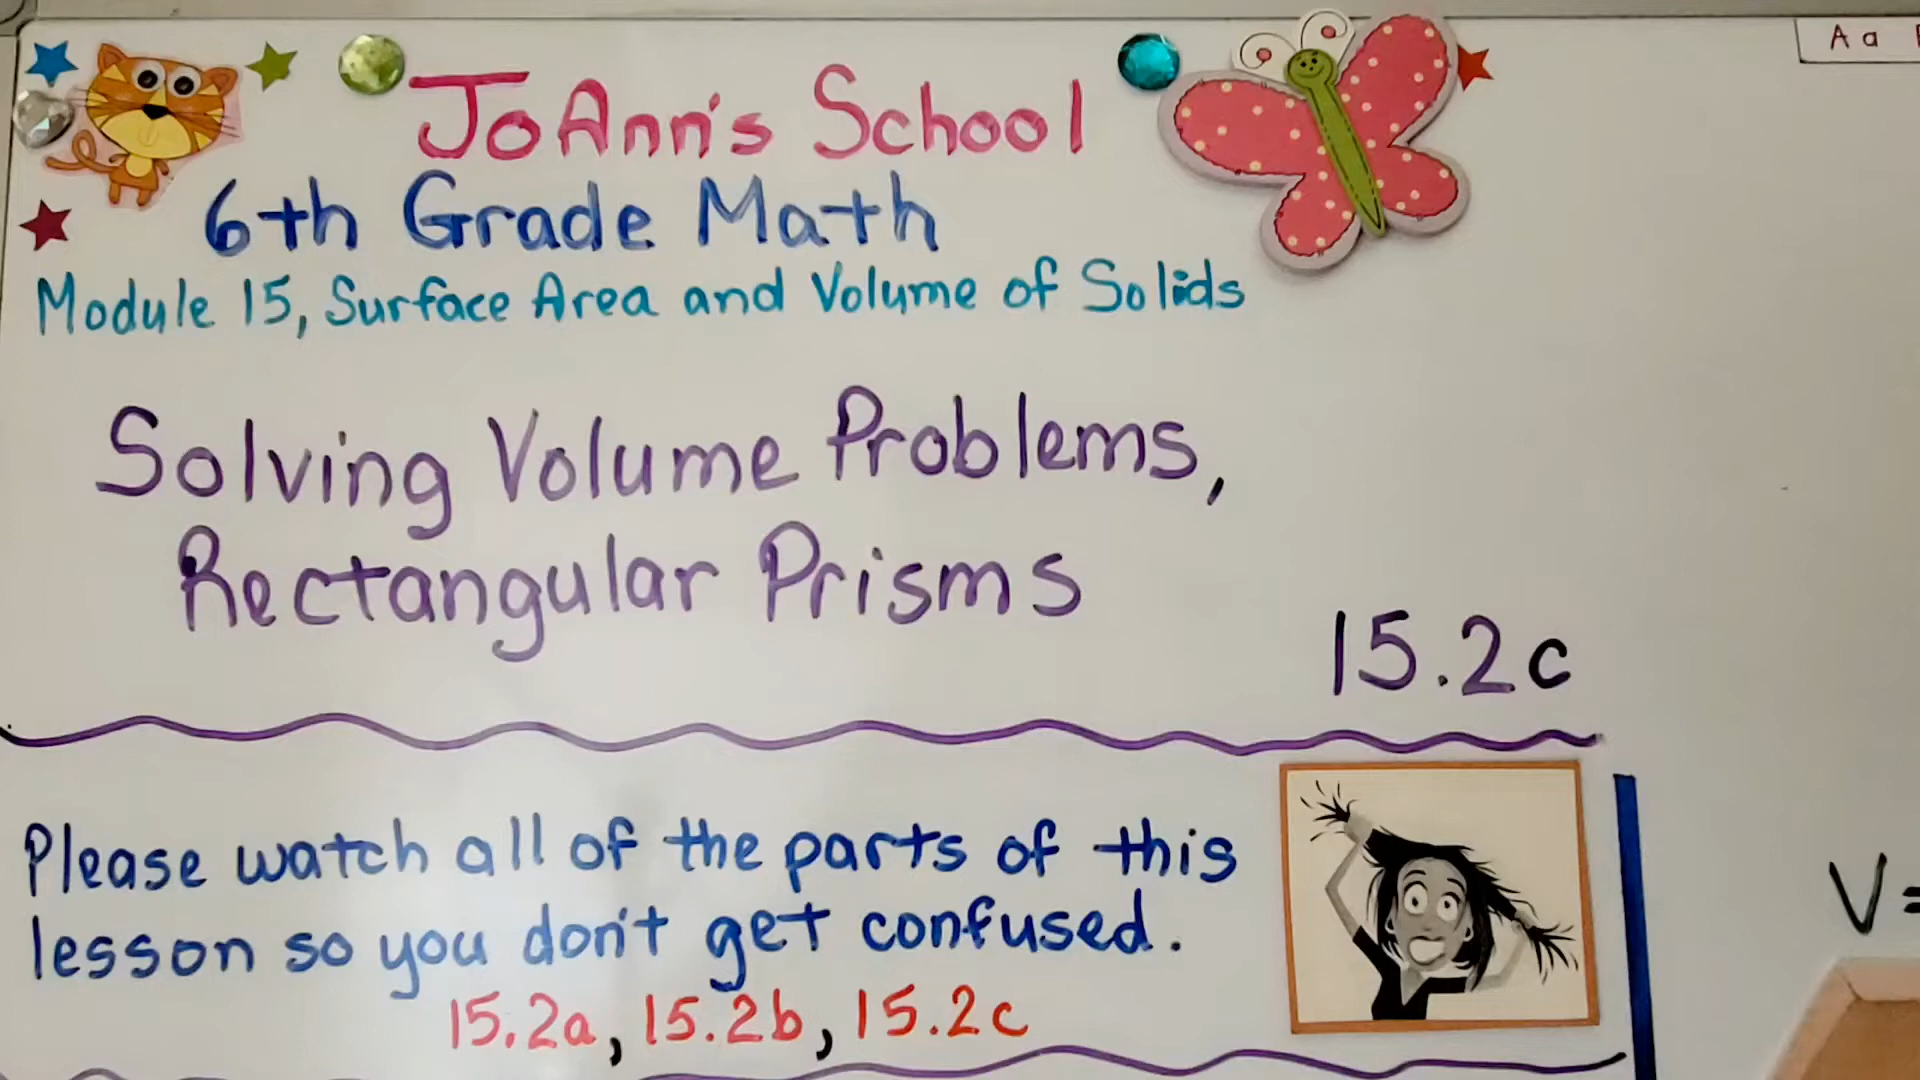 JoAnn's School
6th Grade Math
Module 15, Surface Area and Volume of Solids
Solving Volume Problems,
Rectangular Prisms
15.2c
Please watch all of the parts of this
lesson so you don't get confused.
15.2a, 15.2b, 15.2c
Aa
V=